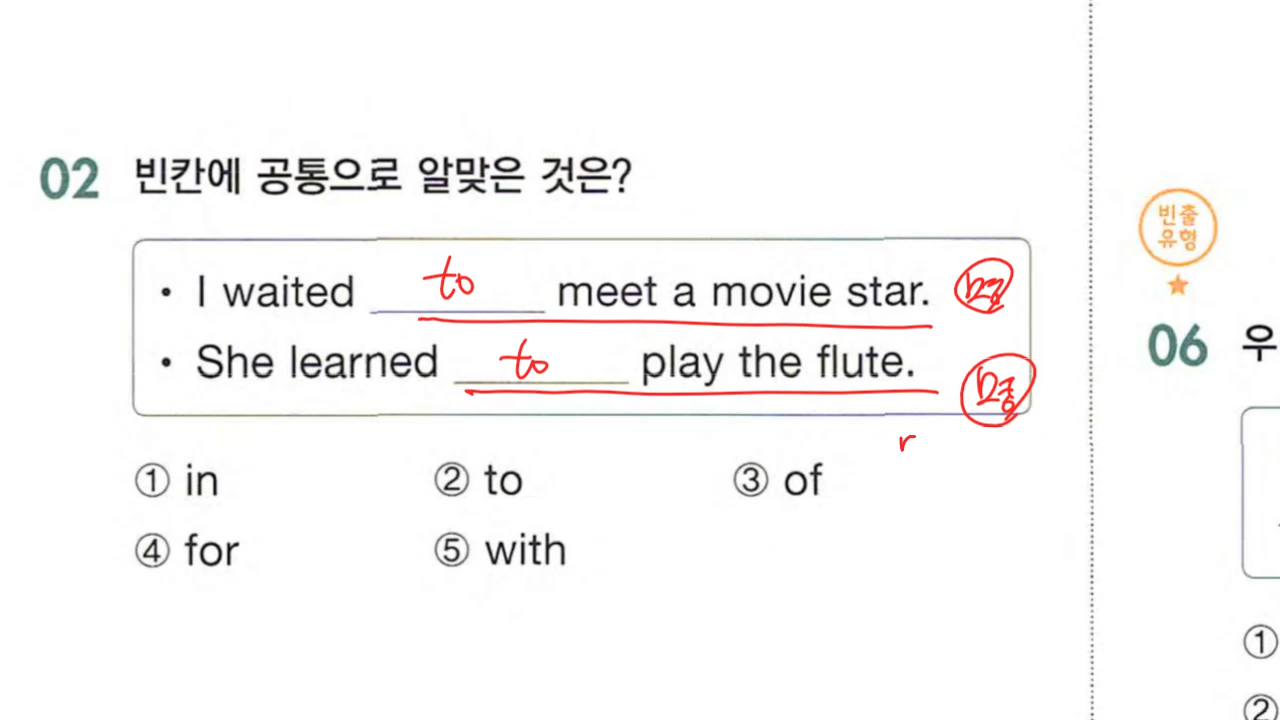 02 빈칸에 공통으로 알맞은 것은?
• I waited to meet a movie star.
• She learned to play the flute.
r
① in ② to ③ of
④ for ⑤ with
빈출
유형
06 우
①
②